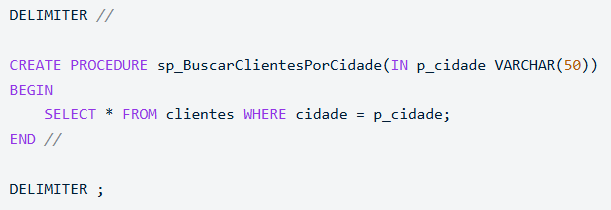 DELIMITER //
CREATE PROCEDURE sp_BuscarClientesPorCidade(IN p_cidade VARCHAR(50))
BEGIN
    SELECT * FROM clientes WHERE cidade = p_cidade;
END //
DELIMITER ;